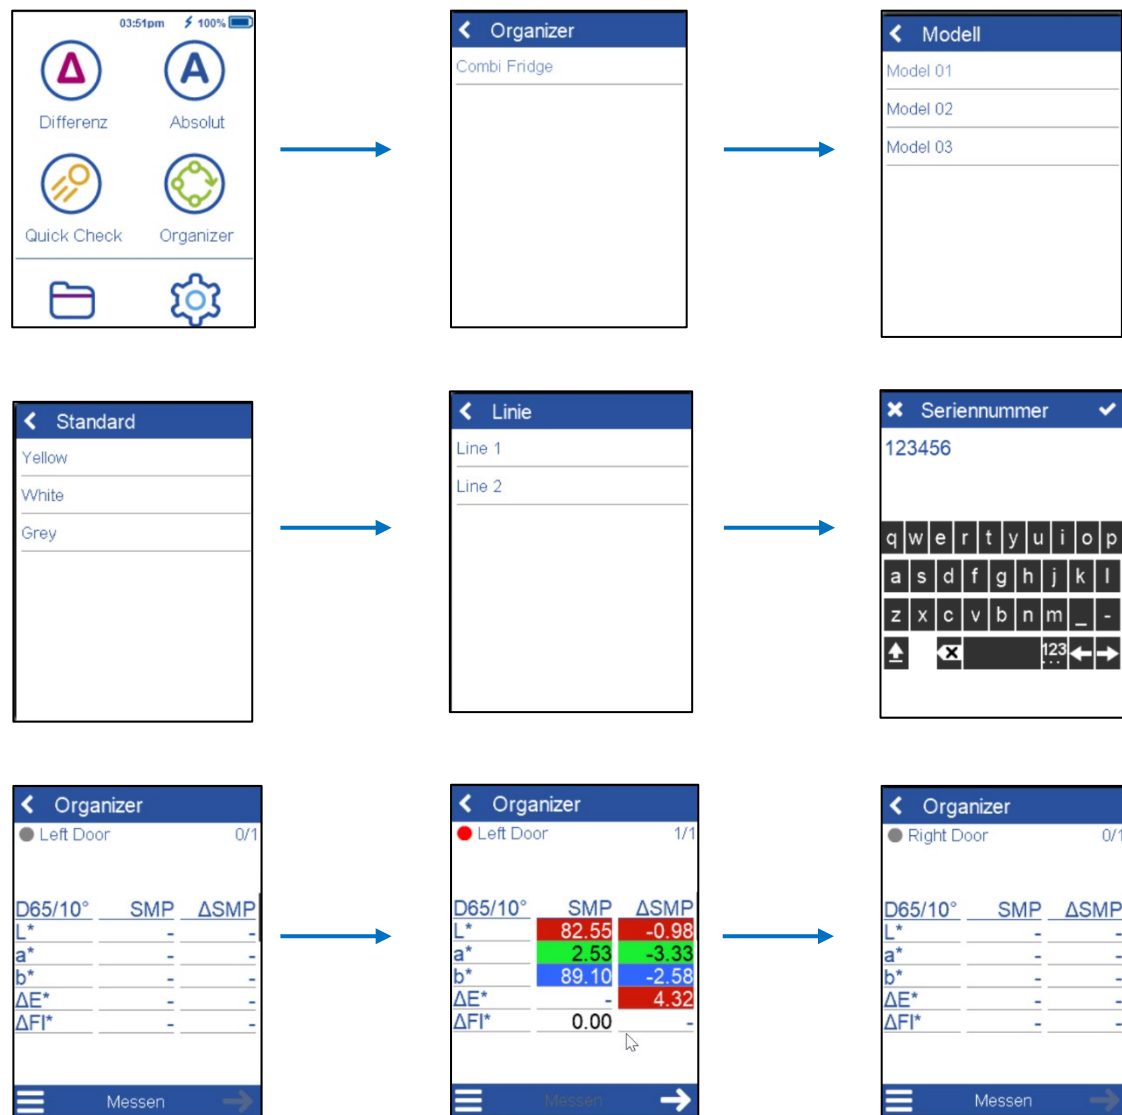 03:51pm 100%
Differenz Absolut
Quick Check Organizer
Organizer
Combi Fridge
Modell
Model 01
Model 02
Model 03
Standard
Yellow
White
Grey
Linie
Line 1
Line 2
Seriennummer
123456
q w e r t y u i o p
a s d f g h j k l
z x c v b n m _ -
123
...
Organizer
Left Door 0/1
D65/10° SMP ΔSMP
L* - -
a* - -
b* - -
ΔE* - -
ΔFl* - -
Messen
Organizer
Left Door 1/1
D65/10° SMP ΔSMP
L* 82.55 -0.98
a* 2.53 -3.33
b* 89.10 -2.58
ΔE* - 4.32
ΔFl* 0.00 -
Messen
Organizer
Right Door 0/1
D65/10° SMP ΔSMP
L* - -
a* - -
b* - -
ΔE* - -
ΔFl* - -
Messen